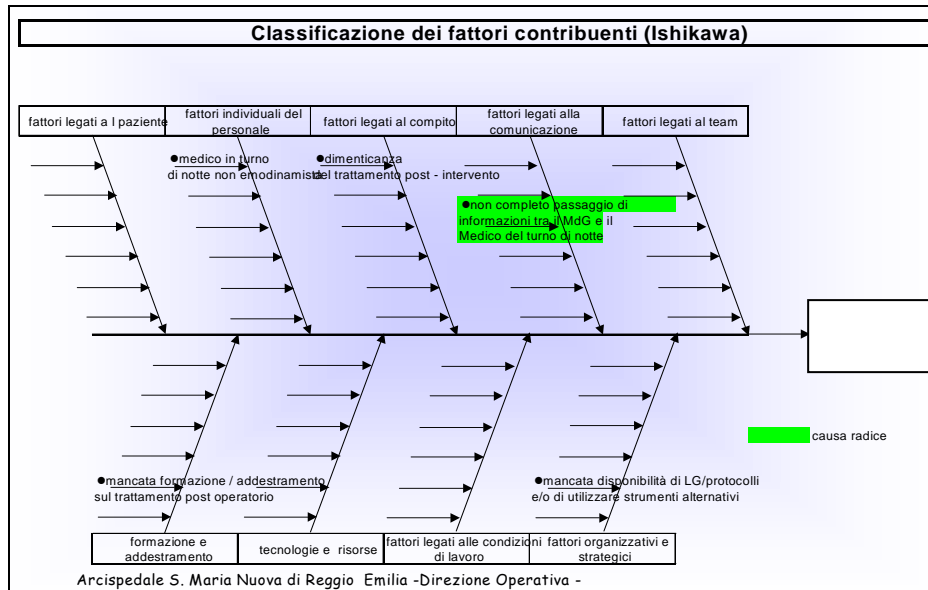 Classificazione dei fattori contribuenti (Ishikawa)
fattori legati a l paziente
fattori individuali del
personale
fattori legati al compito
fattori legati alla
comunicazione
fattori legati al team
●medico in turno
di notte non emodinamista
●dimenticanza
del trattamento post - intervento
●non completo passaggio di
informazioni tra il MdG e il
Medico del turno di notte
causa radice
●mancata formazione / addestramento
sul trattamento post operatorio
●mancata disponibilità di LG/protocolli
e/o di utilizzare strumenti alternativi
formazione e
addestramento
tecnologie e risorse
fattori legati alle condizioni
di lavoro
fattori organizzativi e
strategici
Arcispedale S. Maria Nuova di Reggio Emilia -Direzione Operativa -